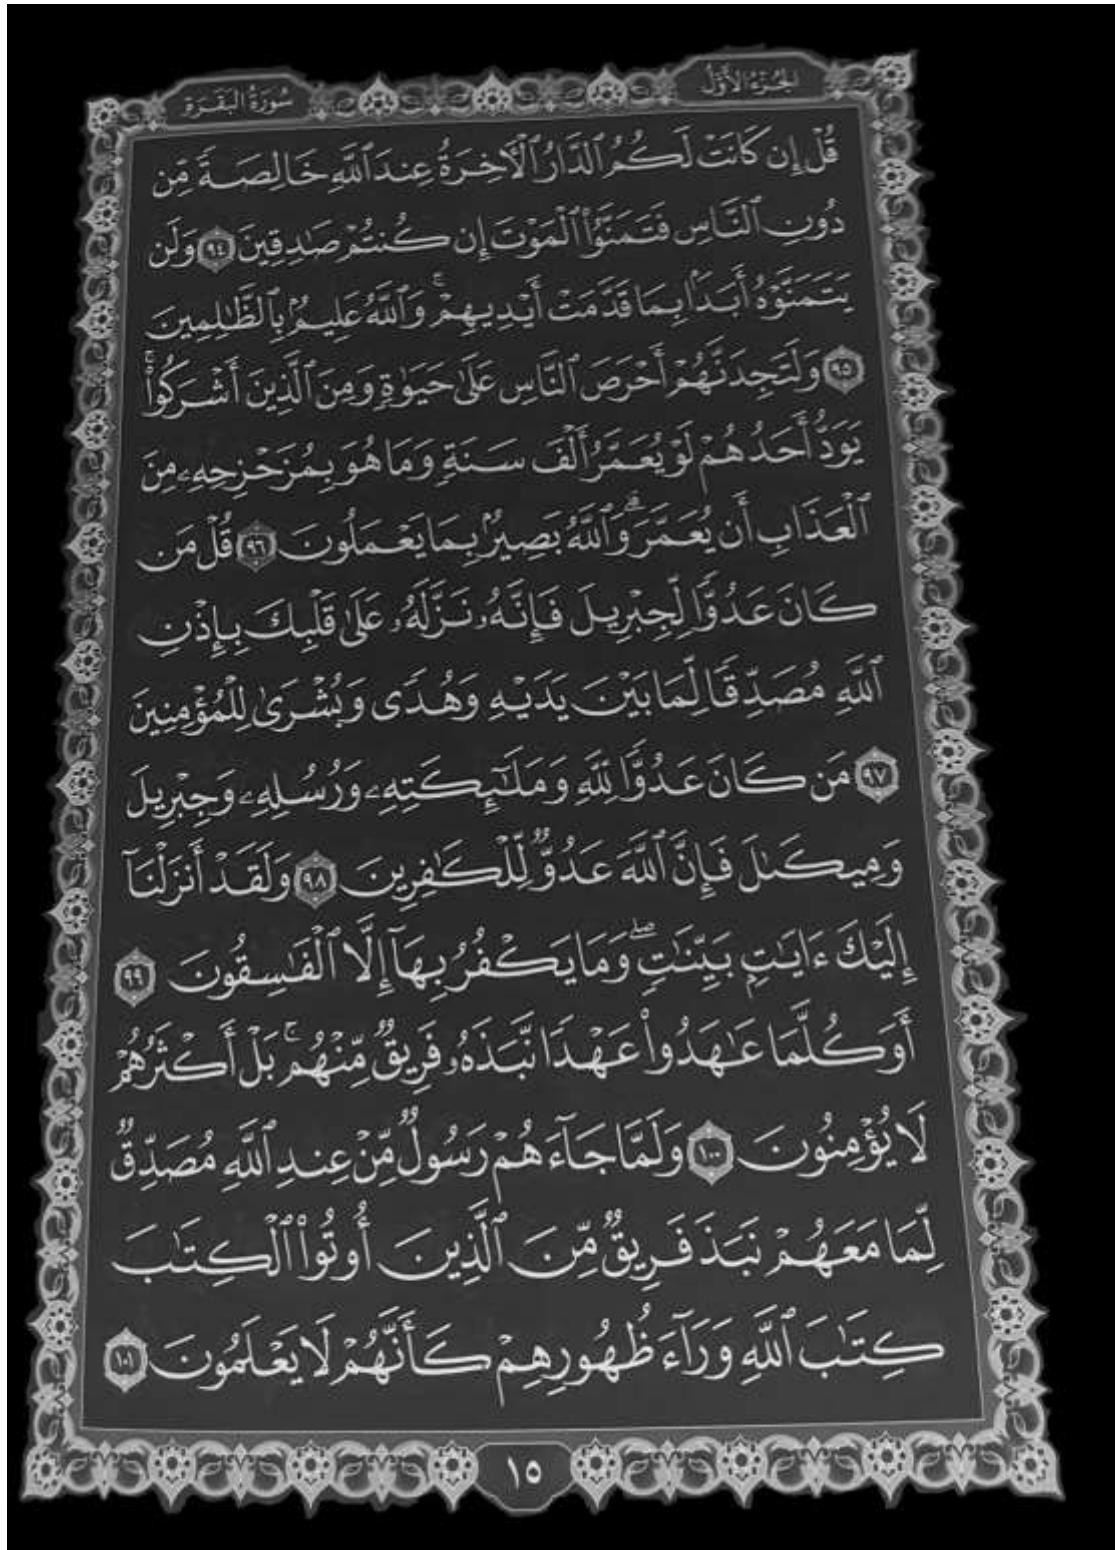 الجزء الأول
سورة البقرة
قُلْ إِن كَانَتْ لَكُمُ ٱلدَّارُ ٱلْأَخِرَةُ عِندَ ٱللَّهِ خَالِصَةً مِّن
دُونِ ٱلنَّاسِ فَتَمَنَّوُا۟ ٱلْمَوْتَ إِن كُنتُمْ صَٰدِقِينَ ٩٤ وَلَن
يَتَمَنَّوْهُ أَبَدًۢا بِمَا قَدَّمَتْ أَيْدِيهِمْ ۚ وَٱللَّهُ عَلِيمٌۢ بِٱلظَّٰلِمِينَ
٩٥ وَلَتَجِدَنَّهُمْ أَحْرَصَ ٱلنَّاسِ عَلَىٰ حَيَوٰةٍ وَمِنَ ٱلَّذِينَ أَشْرَكُوا۟ ۚ
يَوَدُّ أَحَدُهُمْ لَوْ يُعَمَّرُ أَلْفَ سَنَةٍ وَمَا هُوَ بِمُزَحْزِحِهِۦ مِنَ
ٱلْعَذَابِ أَن يُعَمَّرَ ۗ وَٱللَّهُ بَصِيرٌۢ بِمَا يَعْمَلُونَ ٩٦ قُلْ مَن
كَانَ عَدُوًّا لِّجِبْرِيلَ فَإِنَّهُۥ نَزَّلَهُۥ عَلَىٰ قَلْبِكَ بِإِذْنِ
ٱللَّهِ مُصَدِّقًا لِّمَا بَيْنَ يَدَيْهِ وَهُدًى وَبُشْرَىٰ لِلْمُؤْمِنِينَ
٩٧ مَن كَانَ عَدُوًّا لِّلَّهِ وَمَلَٰٓئِكَتِهِۦ وَرُسُلِهِۦ وَجِبْرِيلَ
وَمِيكَىٰلَ فَإِنَّ ٱللَّهَ عَدُوٌّ لِّلْكَٰفِرِينَ ٩٨ وَلَقَدْ أَنزَلْنَآ
إِلَيْكَ ءَايَٰتٍۭ بَيِّنَٰتٍ ۖ وَمَا يَكْفُرُ بِهَآ إِلَّا ٱلْفَٰسِقُونَ ٩٩
أَوَكُلَّمَا عَٰهَدُوا۟ عَهْدًا نَّبَذَهُۥ فَرِيقٌ مِّنْهُم ۚ بَلْ أَكْثَرُهُمْ
لَا يُؤْمِنُونَ ١٠٠ وَلَمَّا جَآءَهُمْ رَسُولٌ مِّنْ عِندِ ٱللَّهِ مُصَدِّقٌ
لِّمَا مَعَهُمْ نَبَذَ فَرِيقٌ مِّنَ ٱلَّذِينَ أُوتُوا۟ ٱلْكِتَٰبَ
كِتَٰبَ ٱللَّهِ وَرَآءَ ظُهُورِهِمْ كَأَنَّهُمْ لَا يَعْلَمُونَ ١٠١
١٥